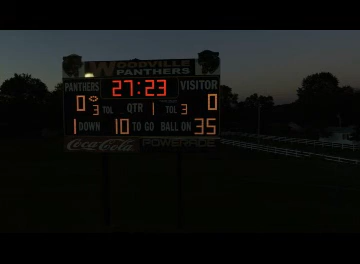 WOODVILLE
PANTHERS
PANTHERS 27:23 VISITOR
0 0
3 TOL QTR 1 3 TOL
1 DOWN 10 TO GO BALL ON 35
Coca-Cola POWERADE